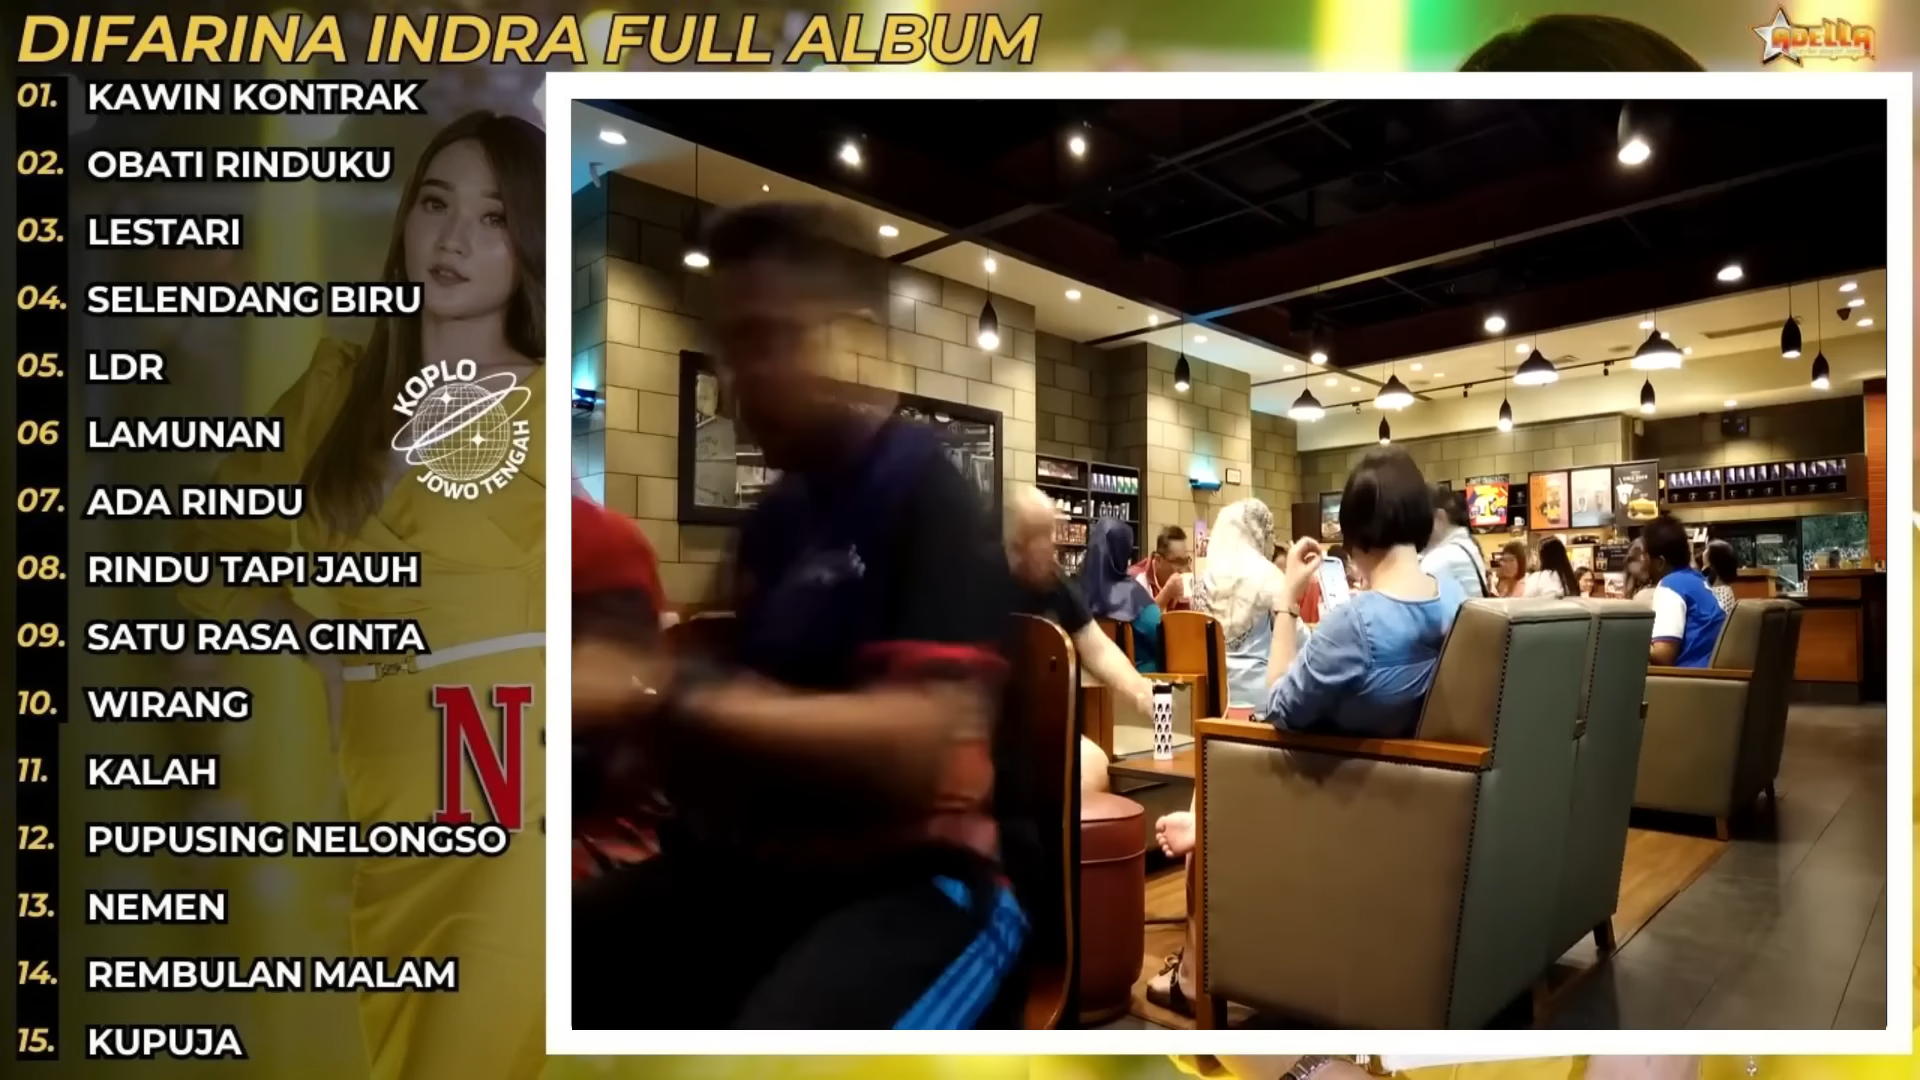 DIFARINA INDRA FULL ALBUM
ADELLA
01. KAWIN KONTRAK
02. OBATI RINDUKU
03. LESTARI
04. SELENDANG BIRU
05. LDR
06 LAMUNAN
07. ADA RINDU
08. RINDU TAPI JAUH
09. SATU RASA CINTA
10. WIRANG
11. KALAH
12. PUPUSING NELONGSO
13. NEMEN
14. REMBULAN MALAM
15. KUPUJA
KOPLO
JOWO TENGAH
N